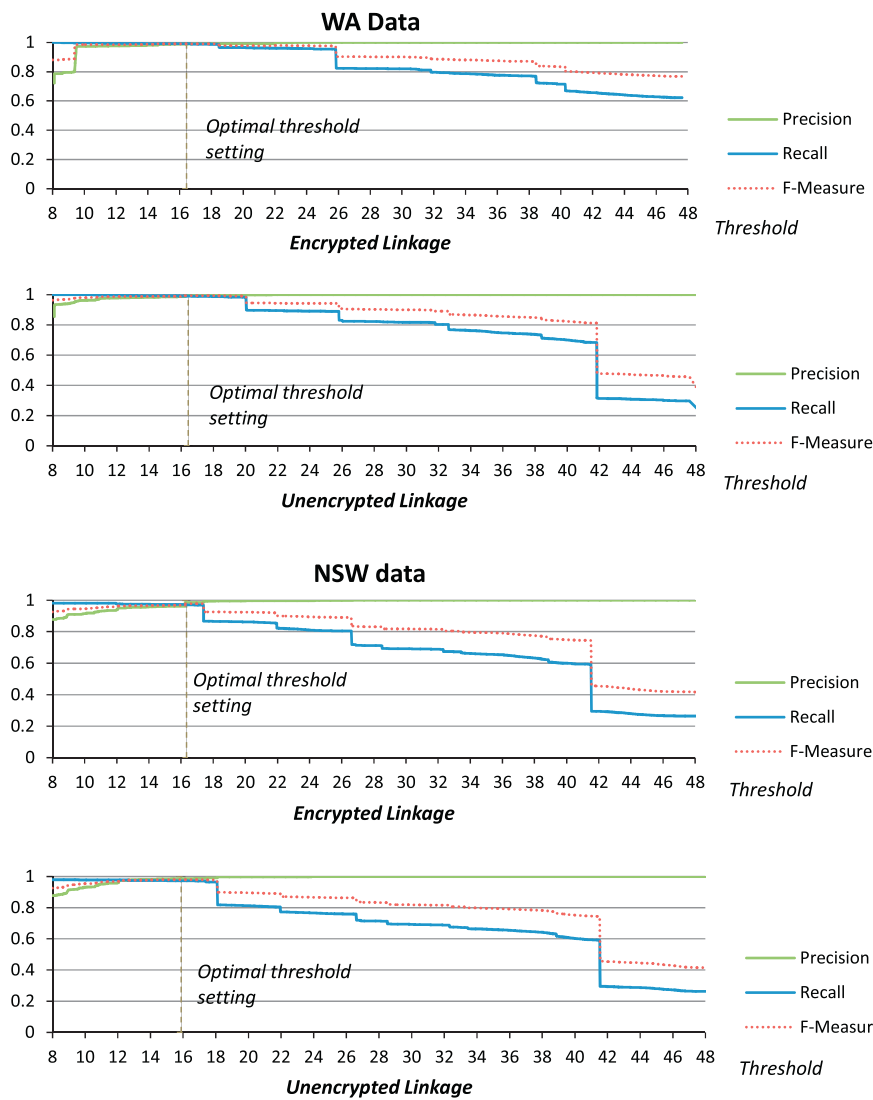 WA Data
1
0.8
0.6
0.4
0.2
0
Optimal threshold
setting
8 10 12 14 16 18 20 22 24 26 28 30 32 34 36 38 40 42 44 46 48
Encrypted Linkage
Precision
Recall
F-Measure
Threshold
1
0.8
0.6
0.4
0.2
0
Optimal threshold
setting
8 10 12 14 16 18 20 22 24 26 28 30 32 34 36 38 40 42 44 46 48
Unencrypted Linkage
Precision
Recall
F-Measure
Threshold
NSW data
1
0.8
0.6
0.4
0.2
0
Optimal threshold
setting
8 10 12 14 16 18 20 22 24 26 28 30 32 34 36 38 40 42 44 46 48
Encrypted Linkage
Precision
Recall
F-Measure
Threshold
1
0.8
0.6
0.4
0.2
0
Optimal threshold
setting
8 10 12 14 16 18 20 22 24 26 28 30 32 34 36 38 40 42 44 46 48
Unencrypted Linkage
Precision
Recall
F-Measur
Threshold